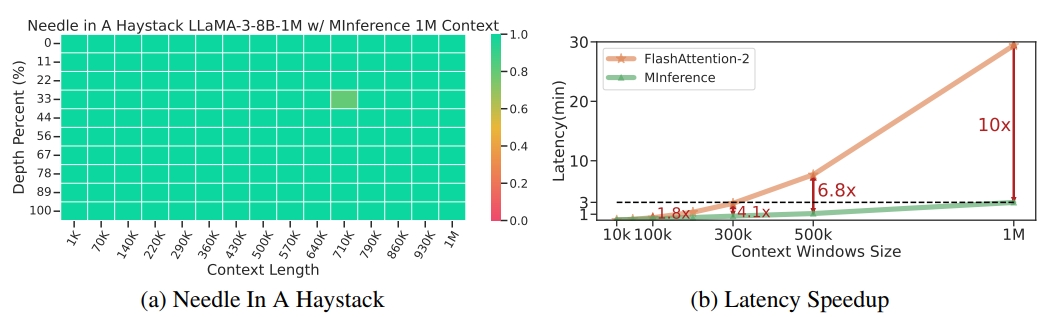 Needle in A Haystack LLaMA-3-8B-1M w/ MInference 1M Context
Depth Percent (%)
0
11
22
33
44
56
67
78
89
100
1K 70K 140K 220K 290K 360K 430K 500K 570K 640K 710K 790K 860K 930K 1M
Context Length
1.0
0.8
0.6
0.4
0.2
0.0
(a) Needle In A Haystack
Latency(min)
30
20
10
3
1
FlashAttention-2
MInference
1.8x
4.1x
6.8x
10x
10k 100k 300k 500k 1M
Context Windows Size
(b) Latency Speedup